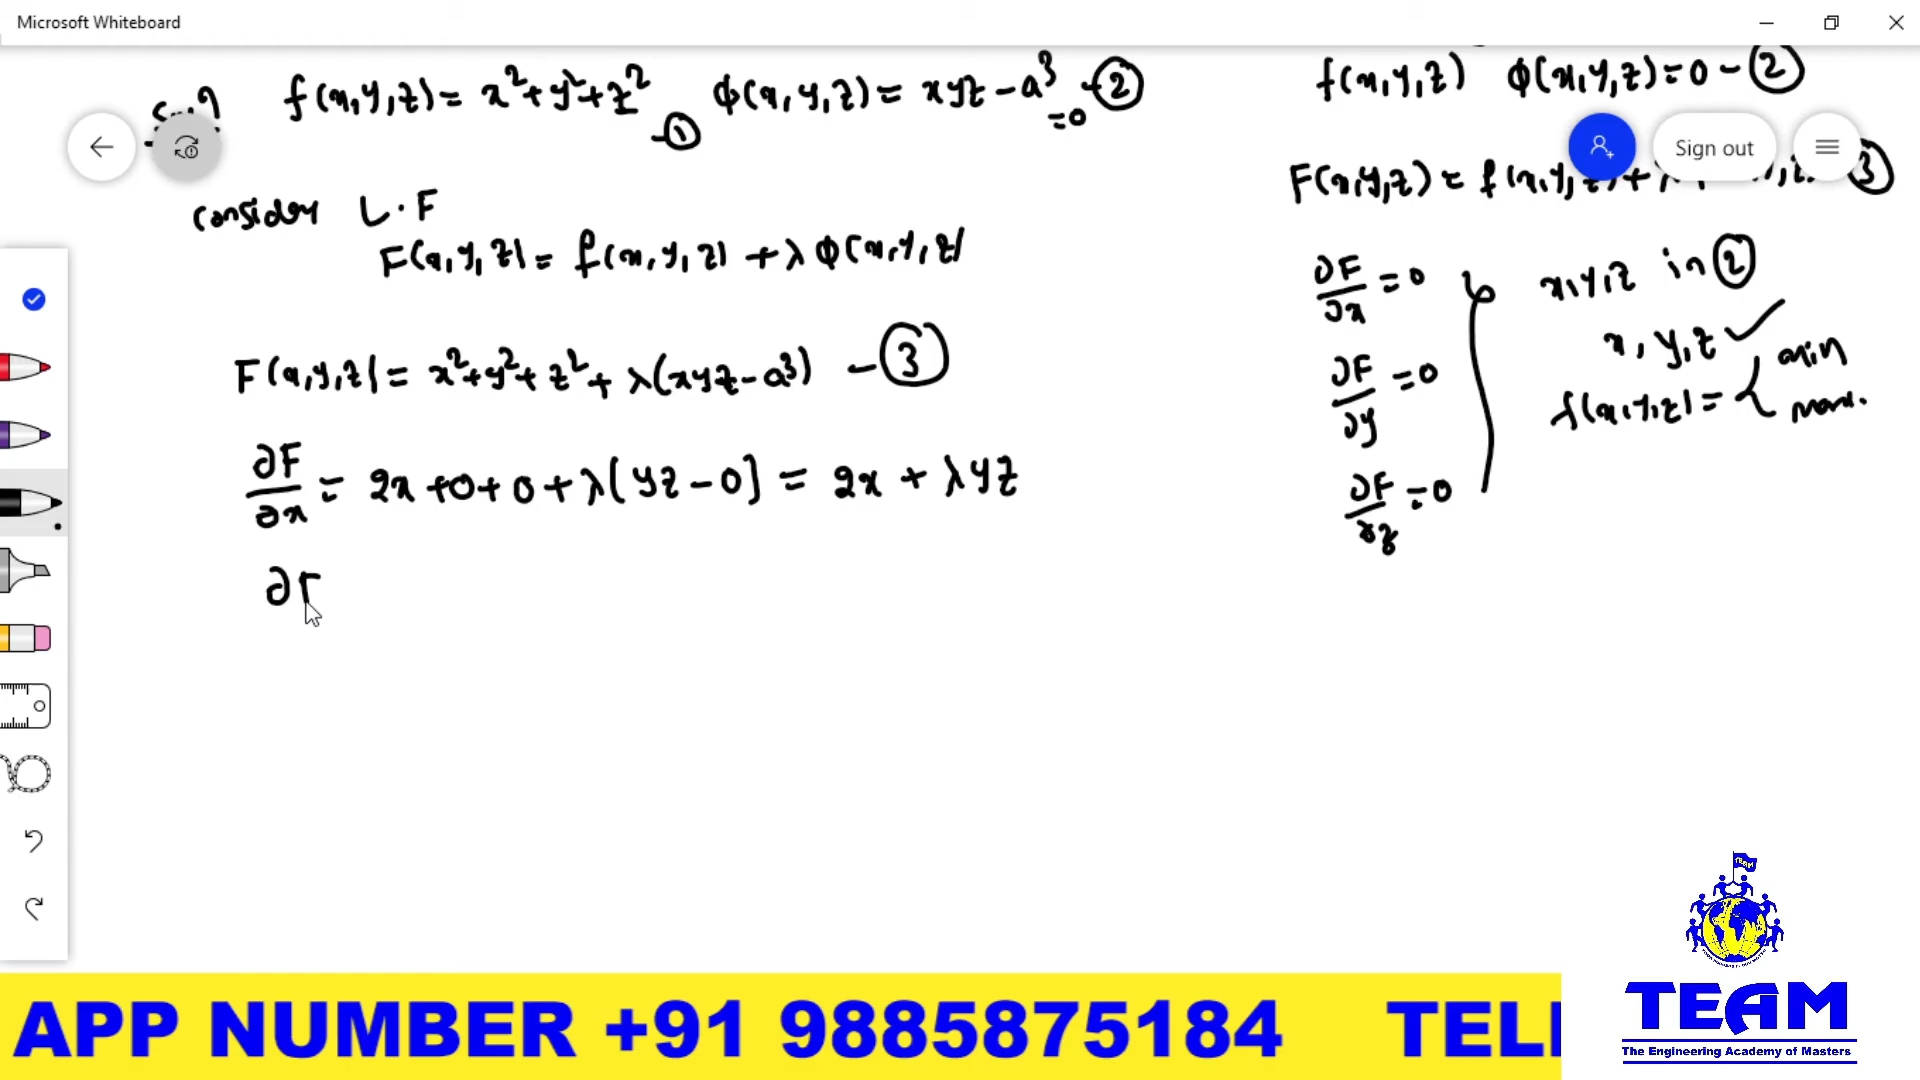 Microsoft Whiteboard
f(x,y,z) = x²+y²+z² -① φ(x,y,z) = xyz - a³ = 0 -②
consider L.F
F(x,y,z) = f(x,y,z) + λ φ(x,y,z)
F(x,y,z) = x²+y²+z² + λ(xyz-a³) -③
∂F/∂x = 2x+0+0+λ(yz-0) = 2x + λyz
∂F
f(x,y,z) φ(x,y,z)=0 -②
Sign out
F(x,y,z) = f(x,y,z)+λ ③
∂F/∂x =0
∂F/∂y =0
∂F/∂z =0
x,y,z in ②
x,y,z ✓
f(x,y,z) = { min
max.
APP NUMBER +91 9885875184 TELE
TEAM
The Engineering Academy of Masters